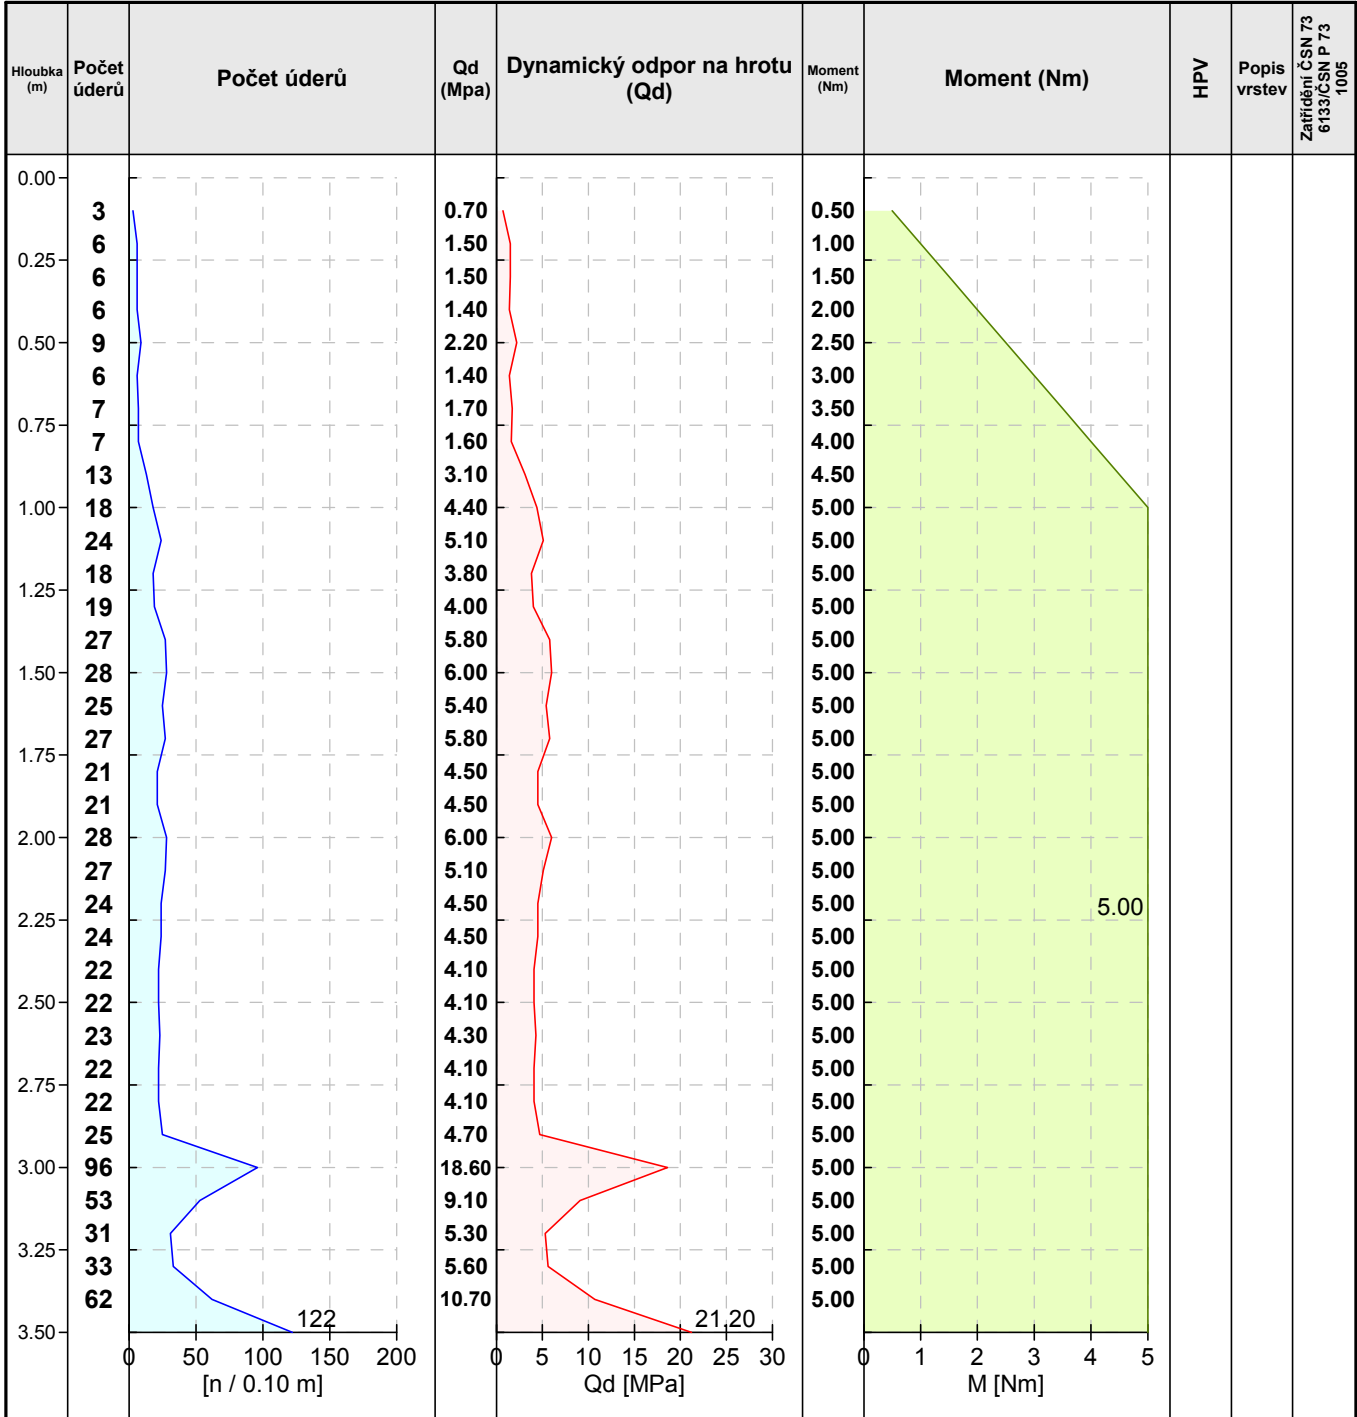 Hloubka
(m)
Počet
úderů
Počet úderů
Qd
(Mpa)
Dynamický odpor na hrotu
(Qd)
Moment
(Nm)
Moment (Nm)
HPV
Popis
vrstev
Zatřídění ČSN 73
6133/ČSN P 73
1005
0.00
3 0.70 0.50
6 1.50 1.00
0.25
6 1.50 1.50
6 1.40 2.00
0.50 9 2.20 2.50
6 1.40 3.00
7 1.70 3.50
0.75
7 1.60 4.00
13 3.10 4.50
1.00 18 4.40 5.00
24 5.10 5.00
18 3.80 5.00
1.25
19 4.00 5.00
27 5.80 5.00
1.50 28 6.00 5.00
25 5.40 5.00
27 5.80 5.00
1.75
21 4.50 5.00
21 4.50 5.00
2.00 28 6.00 5.00
27 5.10 5.00
24 4.50 5.00 5.00
2.25
24 4.50 5.00
22 4.10 5.00
2.50 22 4.10 5.00
23 4.30 5.00
22 4.10 5.00
2.75
22 4.10 5.00
25 4.70 5.00
3.00 96 18.60 5.00
53 9.10 5.00
31 5.30 5.00
3.25
33 5.60 5.00
62 10.70 5.00
122 21.20
3.50
0 50 100 150 200 0 5 10 15 20 25 30 0 1 2 3 4 5
[n / 0.10 m] Qd [MPa] M [Nm]